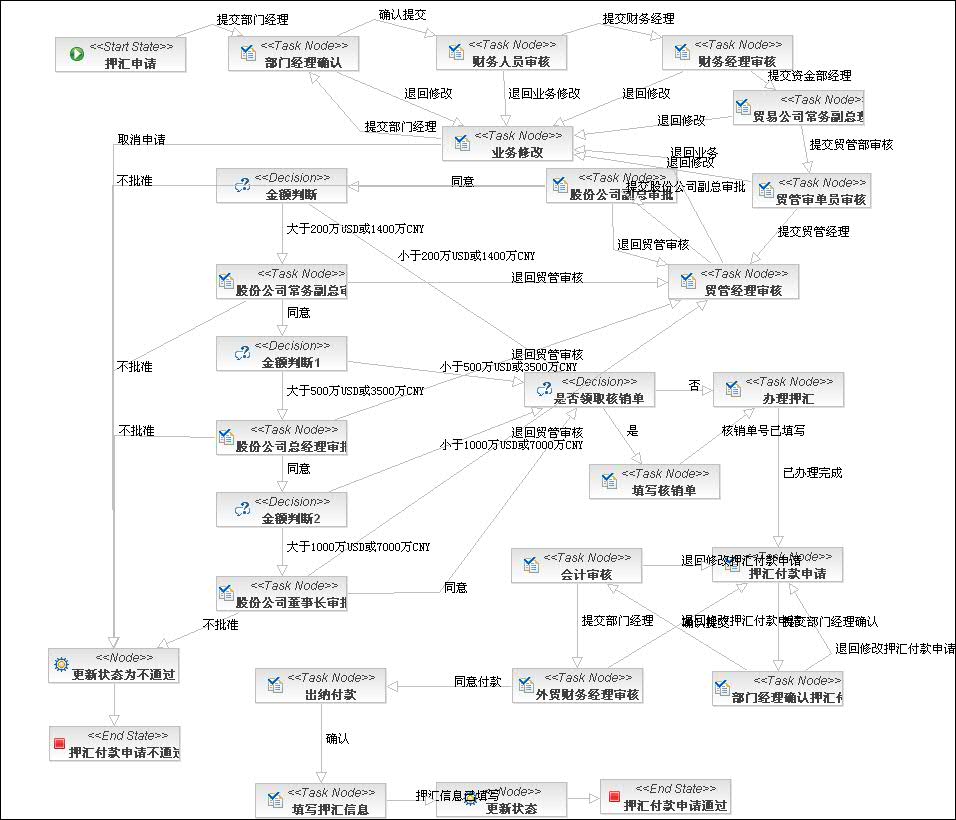 提交部门经理
确认提交
提交财务经理
<<Start State>>
押汇申请
<<Task Node>>
部门经理确认
<<Task Node>>
财务人员审核
<<Task Node>>
财务经理审核
提交资金部经理
退回修改
退回业务修改
退回修改
<<Task Node>>
贸易公司常务副总
提交部门经理
退回修改
取消申请
<<Task Node>>
业务修改
提交贸管部审核
退回业务
退回修改
不批准
<<Decision>>
金额判断
同意
<<Task Node>>
股份公司副总审批
提交股份公司副总审批
<<Task Node>>
贸管审单员审核
大于200万USD或1400万CNY
提交贸管经理
退回贸管审核
小于200万USD或1400万CNY
<<Task Node>>
股份公司常务副总
退回贸管审核
<<Task Node>>
贸管经理审核
同意
<<Decision>>
金额判断1
退回贸管审核
不批准
小于500万USD或3500万CNY
大于500万USD或3500万CNY
<<Decision>>
是否领取核销单
否
<<Task Node>>
办理押汇
不批准
<<Task Node>>
股份公司总经理审批
退回贸管审核
是
核销单号已填写
小于1000万USD或7000万CNY
同意
<<Task Node>>
填写核销单
已办理完成
<<Decision>>
金额判断2
大于1000万USD或7000万CNY
<<Task Node>>
会计审核
退回修改押汇付款申请
<<Task Node>>
押汇付款申请
<<Task Node>>
股份公司董事长审批
同意
不批准
提交部门经理
退回修改押汇付款申请
确认提交
提交部门经理确认
退回修改押汇付款申请
<<Node>>
更新状态为不通过
<<Task Node>>
出纳付款
同意付款
<<Task Node>>
外贸财务经理审核
<<Task Node>>
部门经理确认押汇
<<End State>>
押汇付款申请不通过
确认
<<Task Node>>
填写押汇信息
押汇信息已填写
<<Node>>
更新状态
<<End State>>
押汇付款申请通过